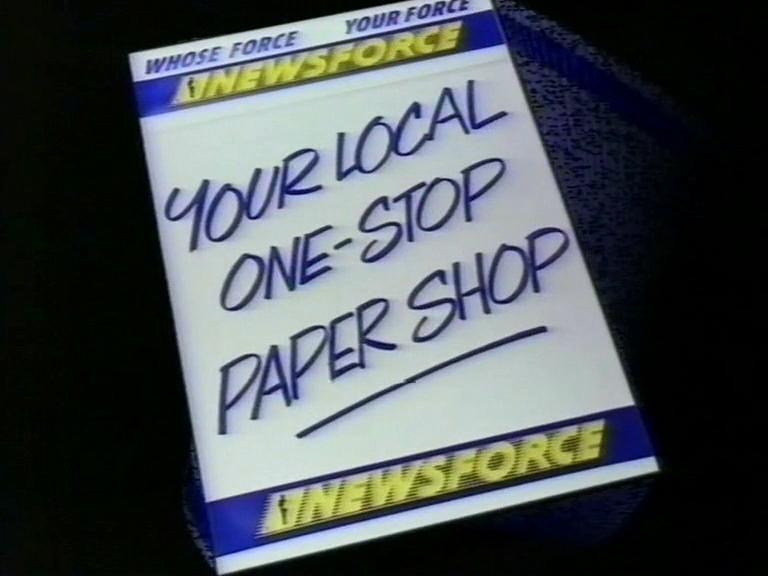 WHOSE FORCE YOUR FORCE
NEWSFORCE
YOUR LOCAL
ONE-STOP
PAPER SHOP
NEWSFORCE